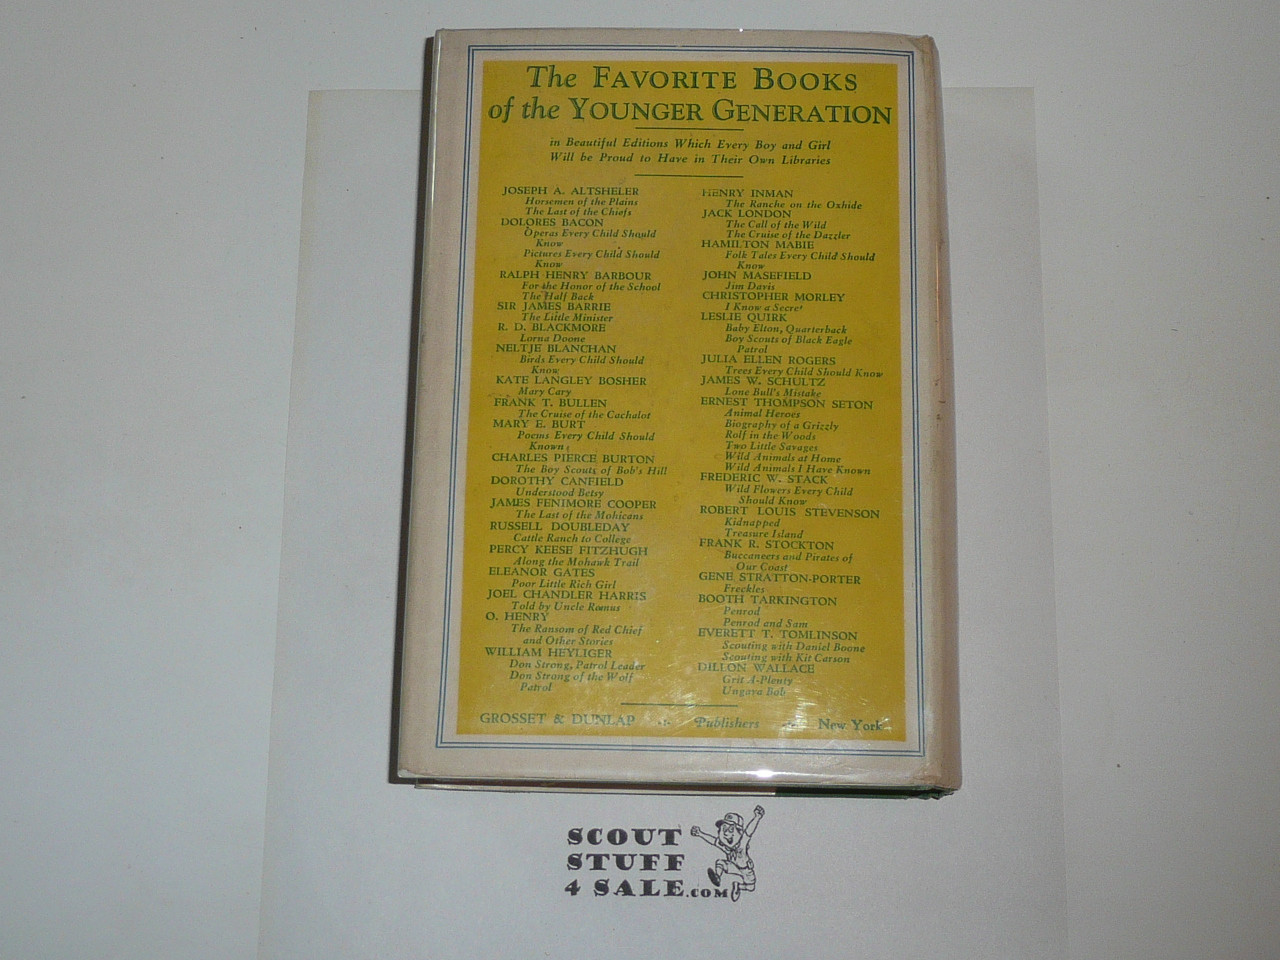 The FAVORITE BOOKS
of the YOUNGER GENERATION
in Beautiful Editions Which Every Boy and Girl
Will be Proud to Have in Their Own Libraries
JOSEPH A. ALTSHELER
Horsemen of the Plains
The Last of the Chiefs
DOLORES BACON
Operas Every Child Should
Know
Pictures Every Child Should
Know
RALPH HENRY BARBOUR
For the Honor of the School
The Half Back
SIR JAMES BARRIE
The Little Minister
R. D. BLACKMORE
Lorna Doone
NELTJE BLANCHAN
Birds Every Child Should
Know
KATE LANGLEY BOSHER
Mary Cary
FRANK T. BULLEN
The Cruise of the Cachalot
MARY E. BURT
Poems Every Child Should
Known
CHARLES PIERCE BURTON
The Boy Scouts of Bob's Hill
DOROTHY CANFIELD
Understood Betsy
JAMES FENIMORE COOPER
The Last of the Mohicans
RUSSELL DOUBLEDAY
Cattle Ranch to College
PERCY KEESE FITZHUGH
Along the Mohawk Trail
ELEANOR GATES
Poor Little Rich Girl
JOEL CHANDLER HARRIS
Told by Uncle Remus
O. HENRY
The Ransom of Red Chief
and Other Stories
WILLIAM HEYLIGER
Don Strong, Patrol Leader
Don Strong of the Wolf
Patrol
HENRY INMAN
The Ranche on the Oxhide
JACK LONDON
The Call of the Wild
The Cruise of the Dazzler
HAMILTON MABIE
Folk Tales Every Child Should
Know
JOHN MASEFIELD
Jim Davis
CHRISTOPHER MORLEY
I Know a Secret
LESLIE QUIRK
Baby Elton, Quarterback
Boy Scouts of Black Eagle
Patrol
JULIA ELLEN ROGERS
Trees Every Child Should Know
JAMES W. SCHULTZ
Lone Bull's Mistake
ERNEST THOMPSON SETON
Animal Heroes
Biography of a Grizzly
Rolf in the Woods
Two Little Savages
Wild Animals at Home
Wild Animals I Have Known
FREDERIC W. STACK
Wild Flowers Every Child
Should Know
ROBERT LOUIS STEVENSON
Kidnapped
Treasure Island
FRANK R. STOCKTON
Buccaneers and Pirates of
Our Coast
GENE STRATTON-PORTER
Freckles
BOOTH TARKINGTON
Penrod
Penrod and Sam
EVERETT T. TOMLINSON
Scouting with Daniel Boone
Scouting with Kit Carson
DILLON WALLACE
Grit A-Plenty
Ungava Bob
GROSSET & DUNLAP Publishers New York
SCOUT
STUFF
4 SALE.COM